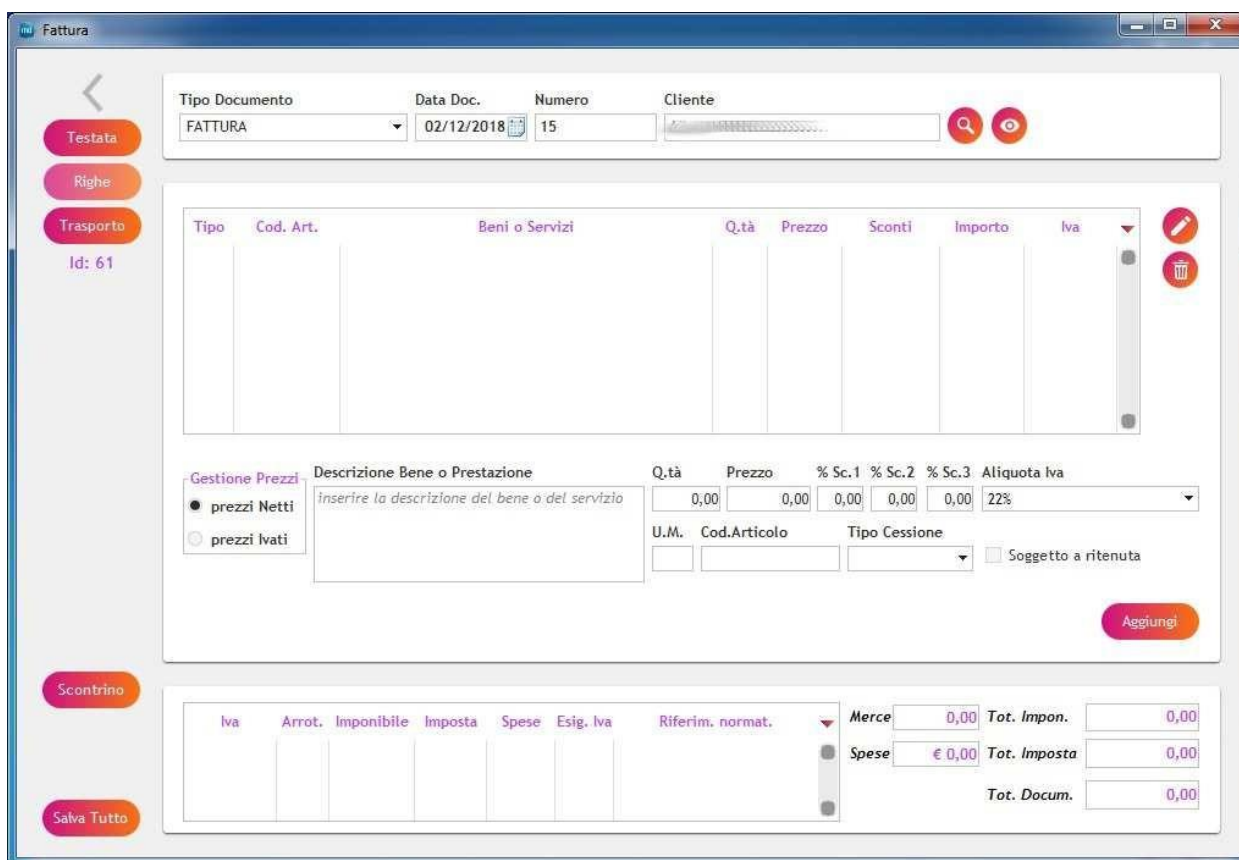 Fattura
Tipo Documento Data Doc. Numero Cliente
FATTURA 02/12/2018 15
Testata
Righe
Trasporto
Id: 61
Tipo Cod. Art. Beni o Servizi Q.tà Prezzo Sconti Importo Iva
Gestione Prezzi
prezzi Netti
prezzi Ivati
Descrizione Bene o Prestazione
inserire la descrizione del bene o del servizio
Q.tà Prezzo % Sc.1 % Sc.2 % Sc.3 Aliquota Iva
0,00 0,00 0,00 0,00 0,00 22%
U.M. Cod.Articolo Tipo Cessione
Soggetto a ritenuta
Aggiungi
Scontrino
Iva Arrot. Imponibile Imposta Spese Esig. Iva Riferim. normat.
Merce 0,00 Tot. Impon. 0,00
Spese € 0,00 Tot. Imposta 0,00
Tot. Docum. 0,00
Salva Tutto